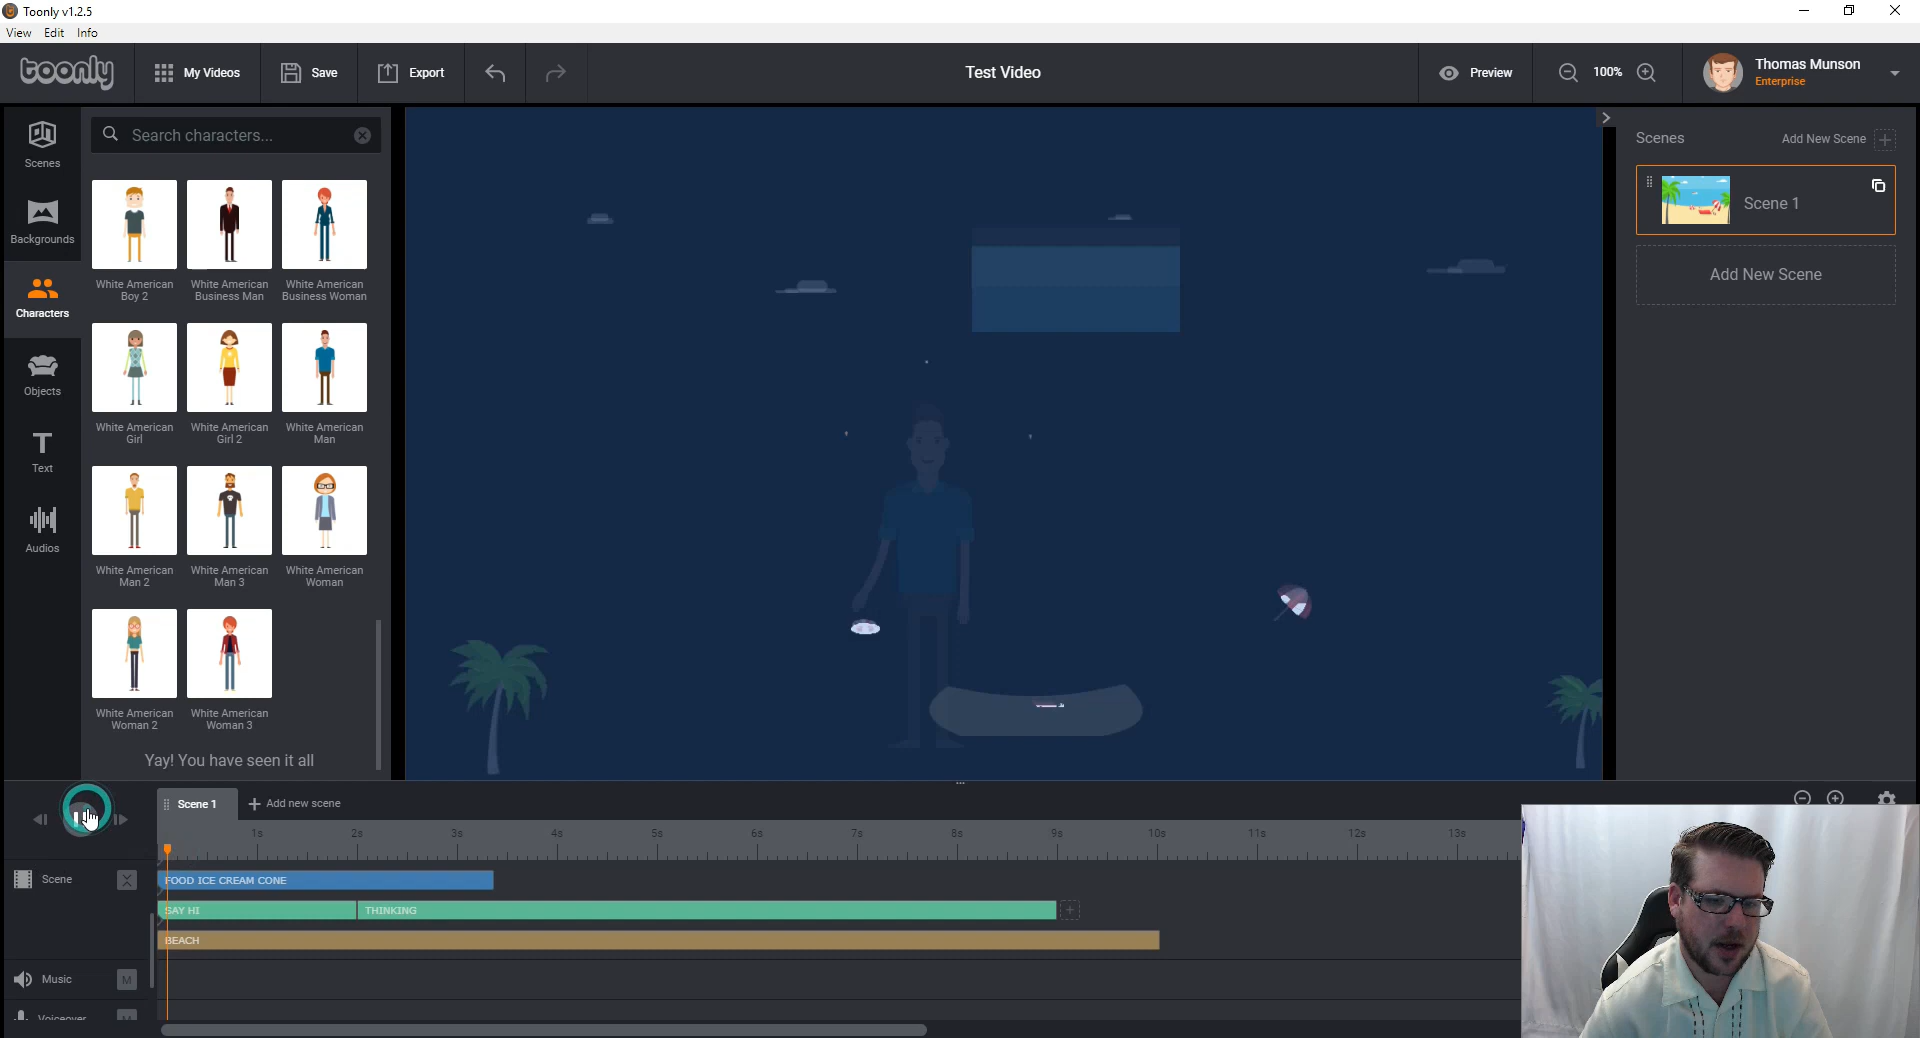 Toonly v1.2.5
View Edit Info
toonly
My Videos
Save
Export
Test Video
Preview
100%
Thomas Munson
Enterprise
Scenes
Backgrounds
Characters
Objects
Text
Audios
Search characters...
White American Boy 2
White American Business Man
White American Business Woman
White American Girl
White American Girl 2
White American Man
White American Man 2
White American Man 3
White American Woman
White American Woman 2
White American Woman 3
Yay! You have seen it all
Scenes
Add New Scene
Scene 1
Add New Scene
Scene 1
Add new scene
1s 2s 3s 4s 5s 6s 7s 8s 9s 10s 11s 12s 13s
Scene
FOOD ICE CREAM CONE
SAY HI
THINKING
BEACH
Music
M
Voiceover
M